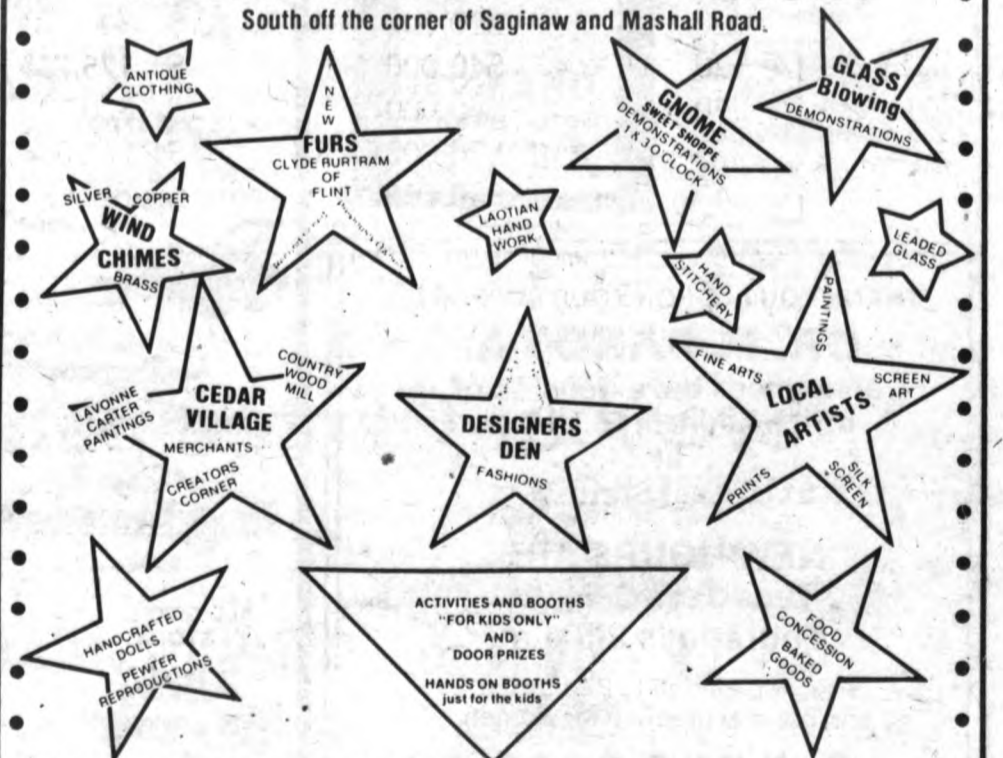 South off the corner of Saginaw and Mashall Road.
ANTIQUE
CLOTHING
NEW
FURS
CLYDE RURTRAM
OF
FLINT
GNOME
SWEET SHOPPE
DEMONSTRATIONS
1 & 3 O'CLOCK
GLASS
Blowing
DEMONSTRATIONS
SILVER COPPER
WIND
CHIMES
BRASS
LAOTIAN
HAND
WORK
HAND
STITCHERY
LEADED
GLASS
LAVONNE
CARTER
PAINTINGS
COUNTRY
WOOD
MILL
CEDAR
VILLAGE
MERCHANTS
CREATORS
CORNER
DESIGNERS
DEN
FASHIONS
PAINTINGS
FINE ARTS
SCREEN
ART
LOCAL
ARTISTS
PRINTS
SILK
SCREEN
HANDCRAFTED
DOLLS
PEWTER
REPRODUCTIONS
ACTIVITIES AND BOOTHS
"FOR KIDS ONLY"
AND
DOOR PRIZES
HANDS ON BOOTHS
just for the kids
FOOD
CONCESSION
BAKED
GOODS